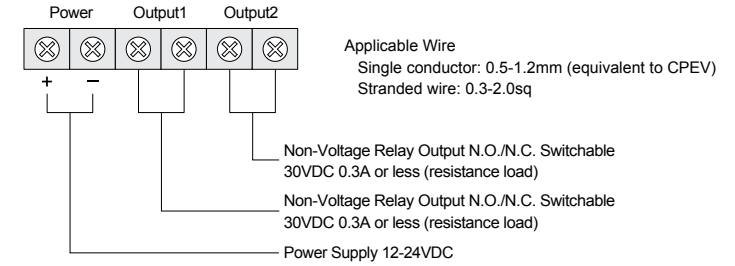 Power Output1 Output2
+ −
Applicable Wire
Single conductor: 0.5-1.2mm (equivalent to CPEV)
Stranded wire: 0.3-2.0sq
Non-Voltage Relay Output N.O./N.C. Switchable
30VDC 0.3A or less (resistance load)
Non-Voltage Relay Output N.O./N.C. Switchable
30VDC 0.3A or less (resistance load)
Power Supply 12-24VDC